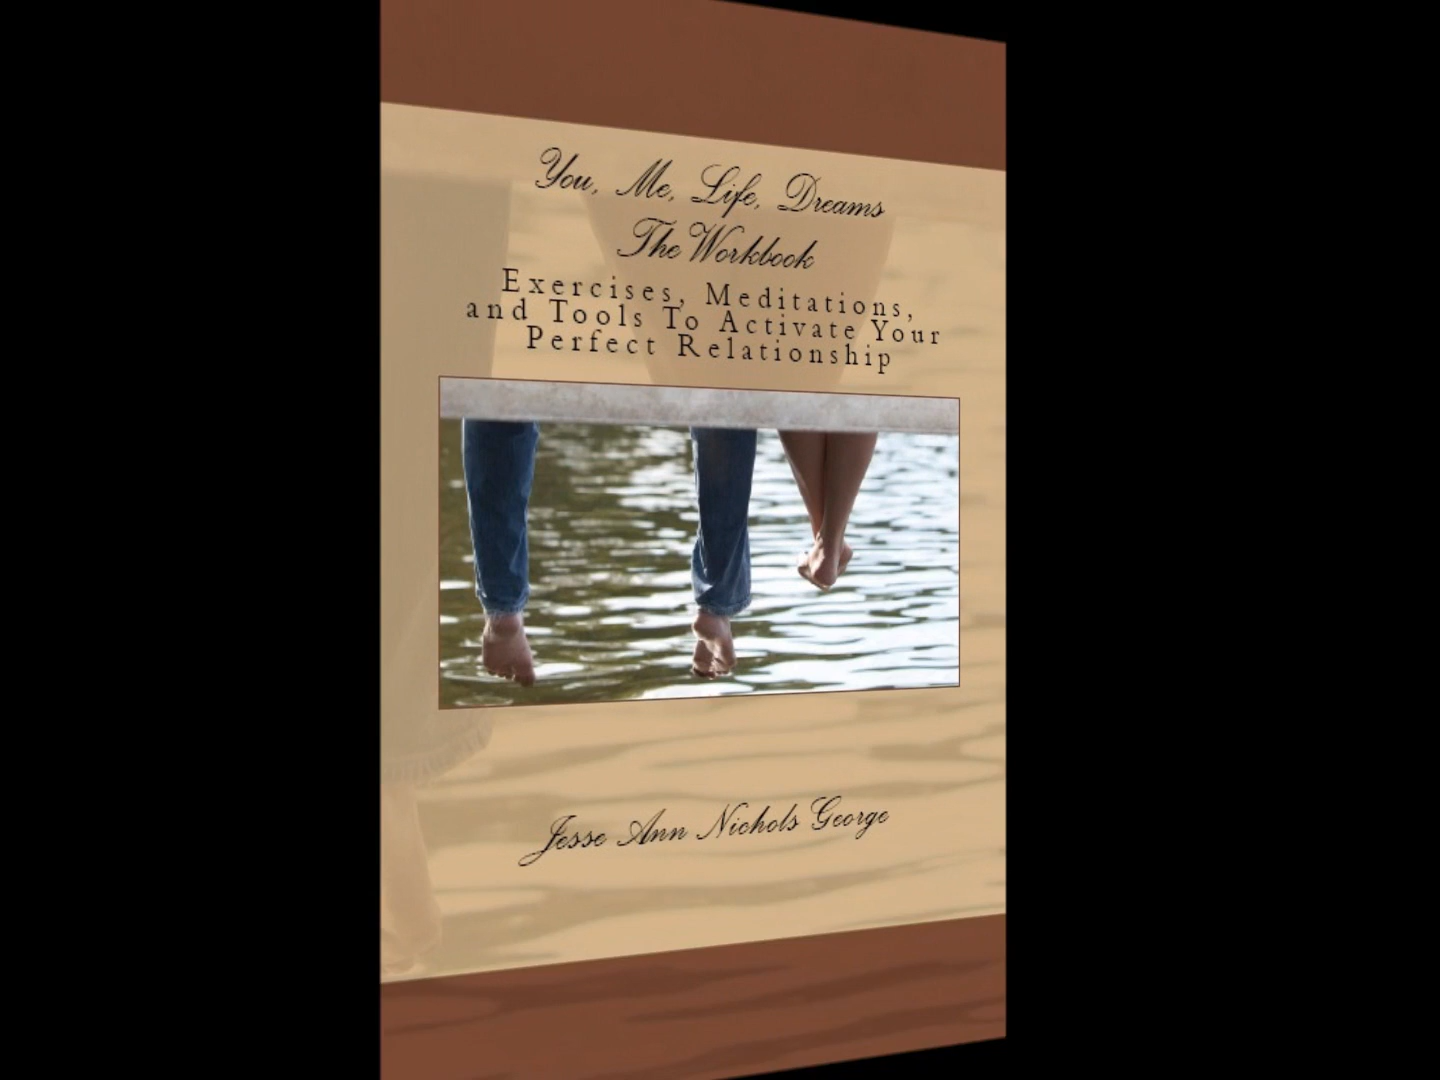 You, Me, Life, Dreams
The Workbook
Exercises, Meditations,
and Tools To Activate Your
Perfect Relationship
Jesse Ann Nichols George